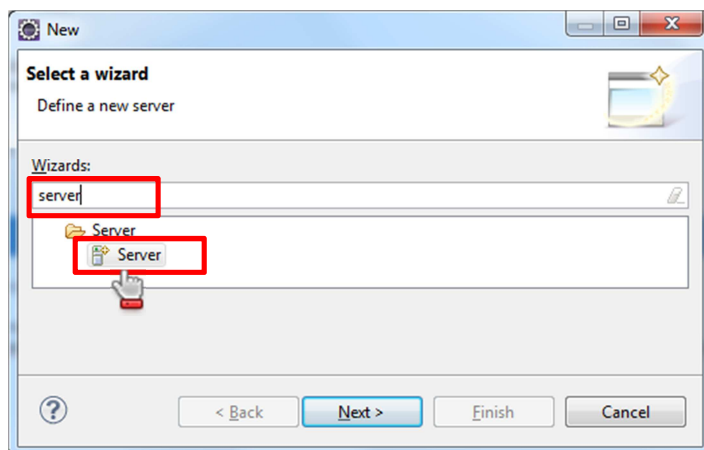 New
Select a wizard
Define a new server
Wizards:
server
Server
Server
? < Back Next > Finish Cancel